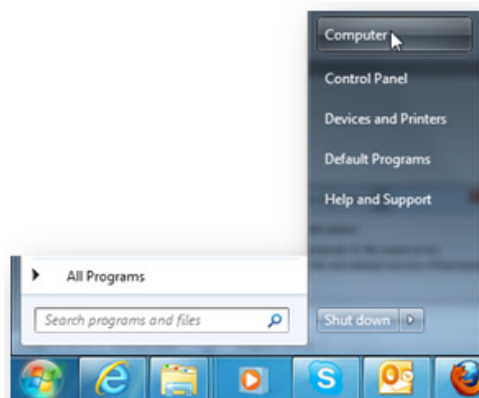 Computer
Control Panel
Devices and Printers
Default Programs
Help and Support
All Programs
Search programs and files
Shut down